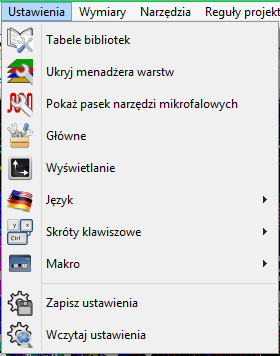 Ustawienia Wymiary Narzędzia Reguły projekt
Tabele bibliotek
Ukryj menadżera warstw
Pokaż pasek narzędzi mikrofalowych
Główne
Wyświetlanie
Język
y x
Ctrl
Skróty klawiszowe
Makro
Zapisz ustawienia
Wczytaj ustawienia